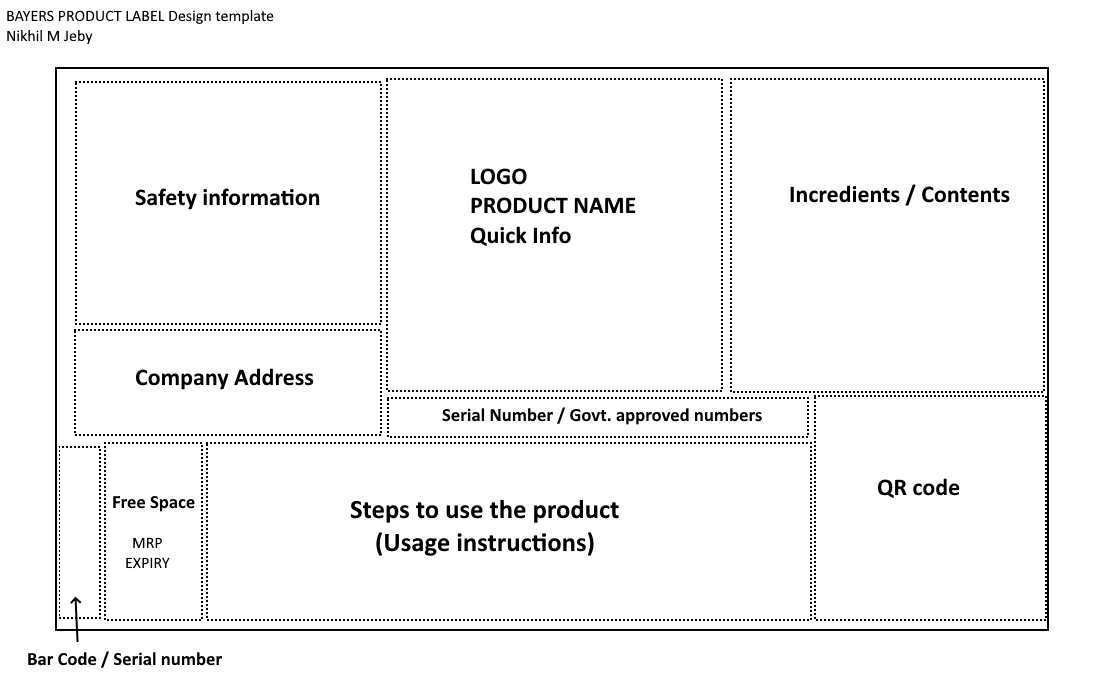 BAYERS PRODUCT LABEL Design template
Nikhil M Jeby
Safety information
LOGO
PRODUCT NAME
Quick Info
Incredients / Contents
Company Address
Serial Number / Govt. approved numbers
Free Space
MRP
EXPIRY
Steps to use the product
(Usage instructions)
QR code
Bar Code / Serial number